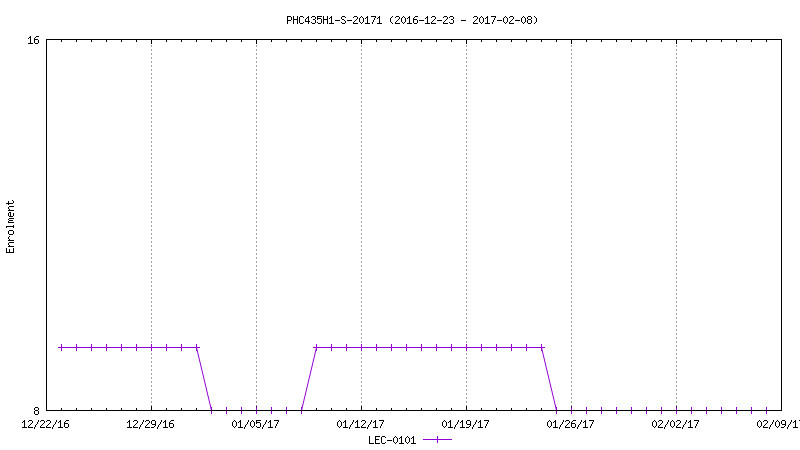 PHC435H1-S-20171 (2016-12-23 - 2017-02-08)
16
Enrolment
8
12/22/16 12/29/16 01/05/17 01/12/17 01/19/17 01/26/17 02/02/17 02/09/1
LEC-0101